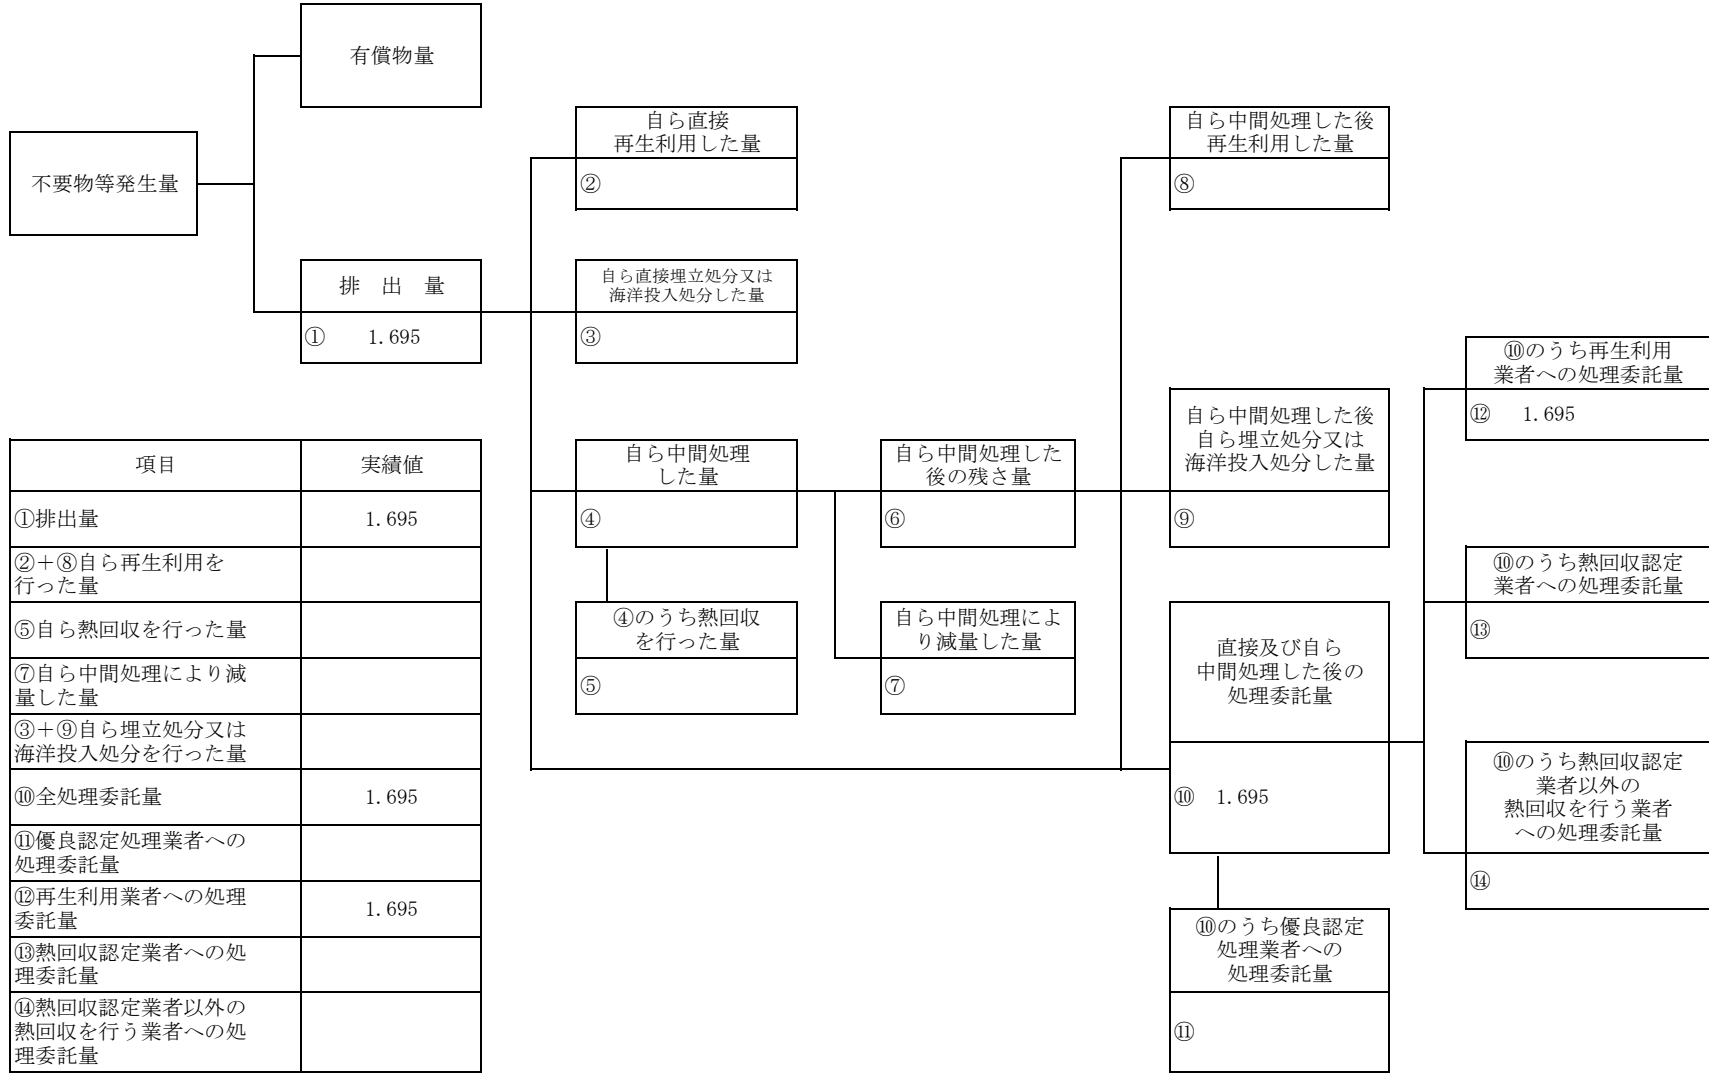 有償物量
不要物等発生量
排　出　量
① 1.695
自ら直接
再生利用した量
②
自ら直接埋立処分又は
海洋投入処分した量
③
自ら中間処理
した量
④
④のうち熱回収
を行った量
⑤
自ら中間処理した
後の残さ量
⑥
自ら中間処理によ
り減量した量
⑦
自ら中間処理した後
再生利用した量
⑧
自ら中間処理した後
自ら埋立処分又は
海洋投入処分した量
⑨
直接及び自ら
中間処理した後の
処理委託量
⑩ 1.695
⑩のうち優良認定
処理業者への
処理委託量
⑪
⑩のうち再生利用
業者への処理委託量
⑫ 1.695
⑩のうち熱回収認定
業者への処理委託量
⑬
⑩のうち熱回収認定
業者以外の
熱回収を行う業者
への処理委託量
⑭
項目 実績値
①排出量 1.695
②＋⑧自ら再生利用を
行った量
⑤自ら熱回収を行った量
⑦自ら中間処理により減
量した量
③＋⑨自ら埋立処分又は
海洋投入処分を行った量
⑩全処理委託量 1.695
⑪優良認定処理業者への
処理委託量
⑫再生利用業者への処理
委託量 1.695
⑬熱回収認定業者への処
理委託量
⑭熱回収認定業者以外の
熱回収を行う業者への処
理委託量